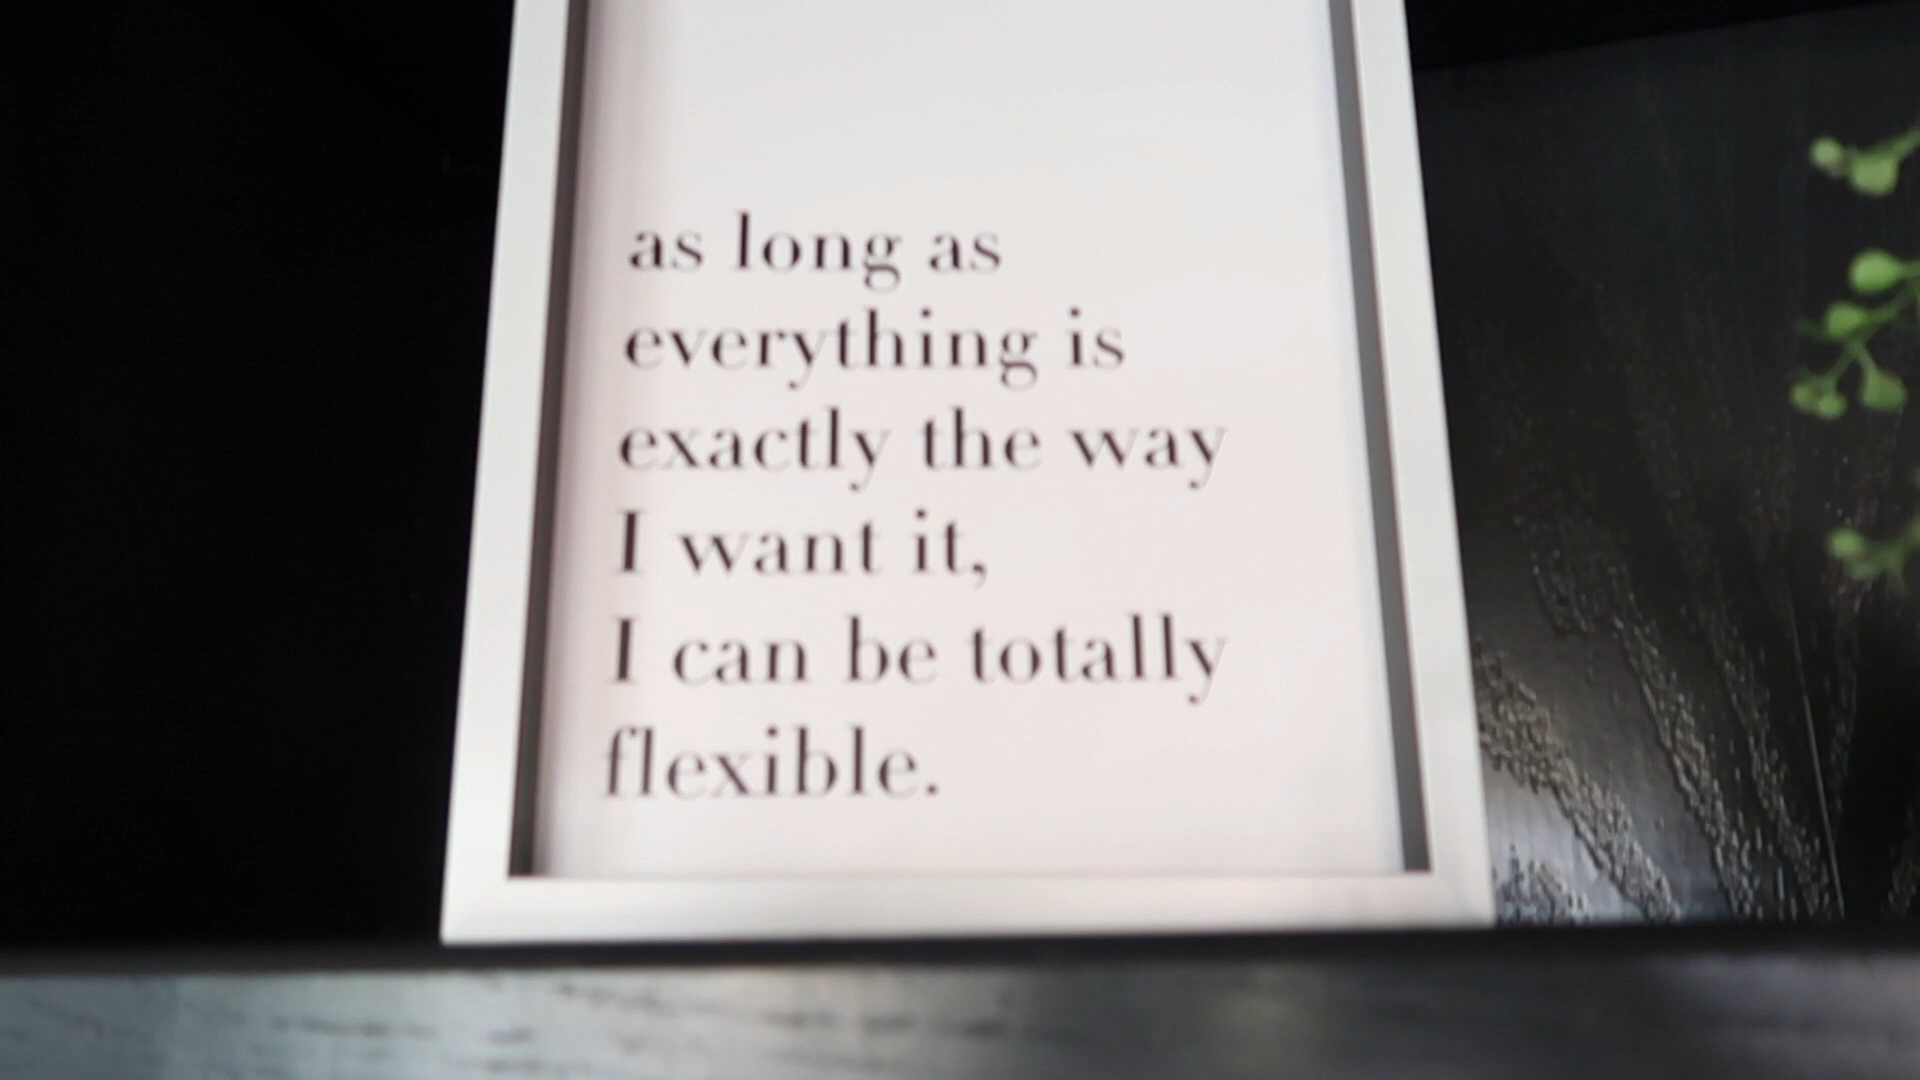 as long as
everything is
exactly the way
I want it,
I can be totally
flexible.